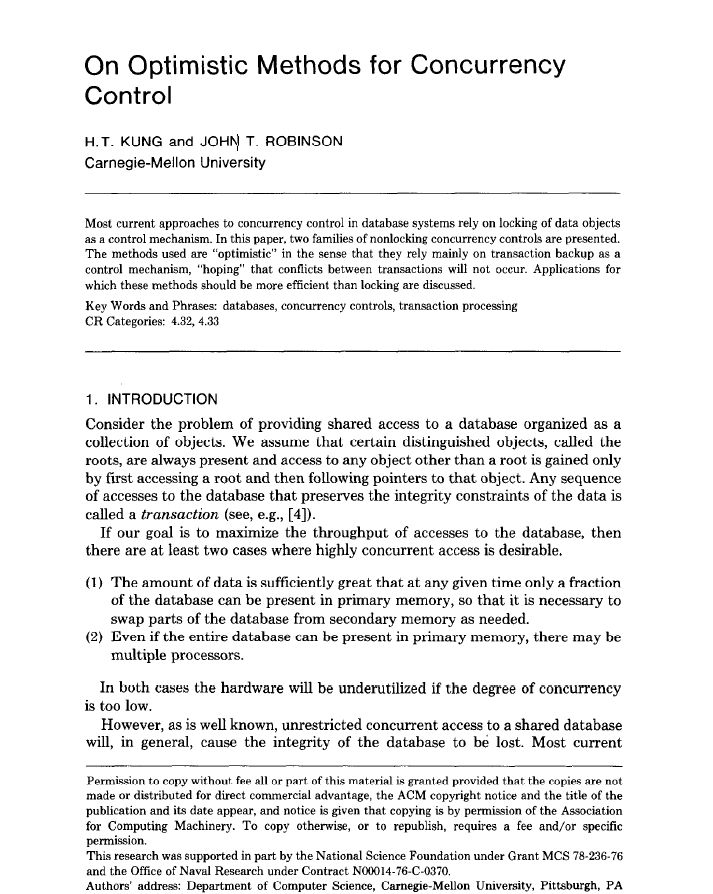 On Optimistic Methods for Concurrency
Control
H.T. KUNG and JOHN T. ROBINSON
Carnegie-Mellon University
Most current approaches to concurrency control in database systems rely on locking of data objects
as a control mechanism. In this paper, two families of nonlocking concurrency controls are presented.
The methods used are “optimistic” in the sense that they rely mainly on transaction backup as a
control mechanism, “hoping” that conflicts between transactions will not occur. Applications for
which these methods should be more efficient than locking are discussed.
Key Words and Phrases: databases, concurrency controls, transaction processing
CR Categories: 4.32, 4.33
1. INTRODUCTION
Consider the problem of providing shared access to a database organized as a
collection of objects. We assume that certain distinguished objects, called the
roots, are always present and access to any object other than a root is gained only
by first accessing a root and then following pointers to that object. Any sequence
of accesses to the database that preserves the integrity constraints of the data is
called a transaction (see, e.g., [4]).
If our goal is to maximize the throughput of accesses to the database, then
there are at least two cases where highly concurrent access is desirable.
(1) The amount of data is sufficiently great that at any given time only a fraction
of the database can be present in primary memory, so that it is necessary to
swap parts of the database from secondary memory as needed.
(2) Even if the entire database can be present in primary memory, there may be
multiple processors.
In both cases the hardware will be underutilized if the degree of concurrency
is too low.
However, as is well known, unrestricted concurrent access to a shared database
will, in general, cause the integrity of the database to be lost. Most current
Permission to copy without fee all or part of this material is granted provided that the copies are not
made or distributed for direct commercial advantage, the ACM copyright notice and the title of the
publication and its date appear, and notice is given that copying is by permission of the Association
for Computing Machinery. To copy otherwise, or to republish, requires a fee and/or specific
permission.
This research was supported in part by the National Science Foundation under Grant MCS 78-236-76
and the Office of Naval Research under Contract N00014-76-C-0370.
Authors’ address: Department of Computer Science, Carnegie-Mellon University, Pittsburgh, PA